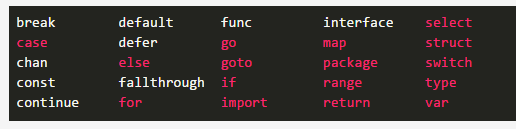 break default func interface select
case defer go map struct
chan else goto package switch
const fallthrough if range type
continue for import return var